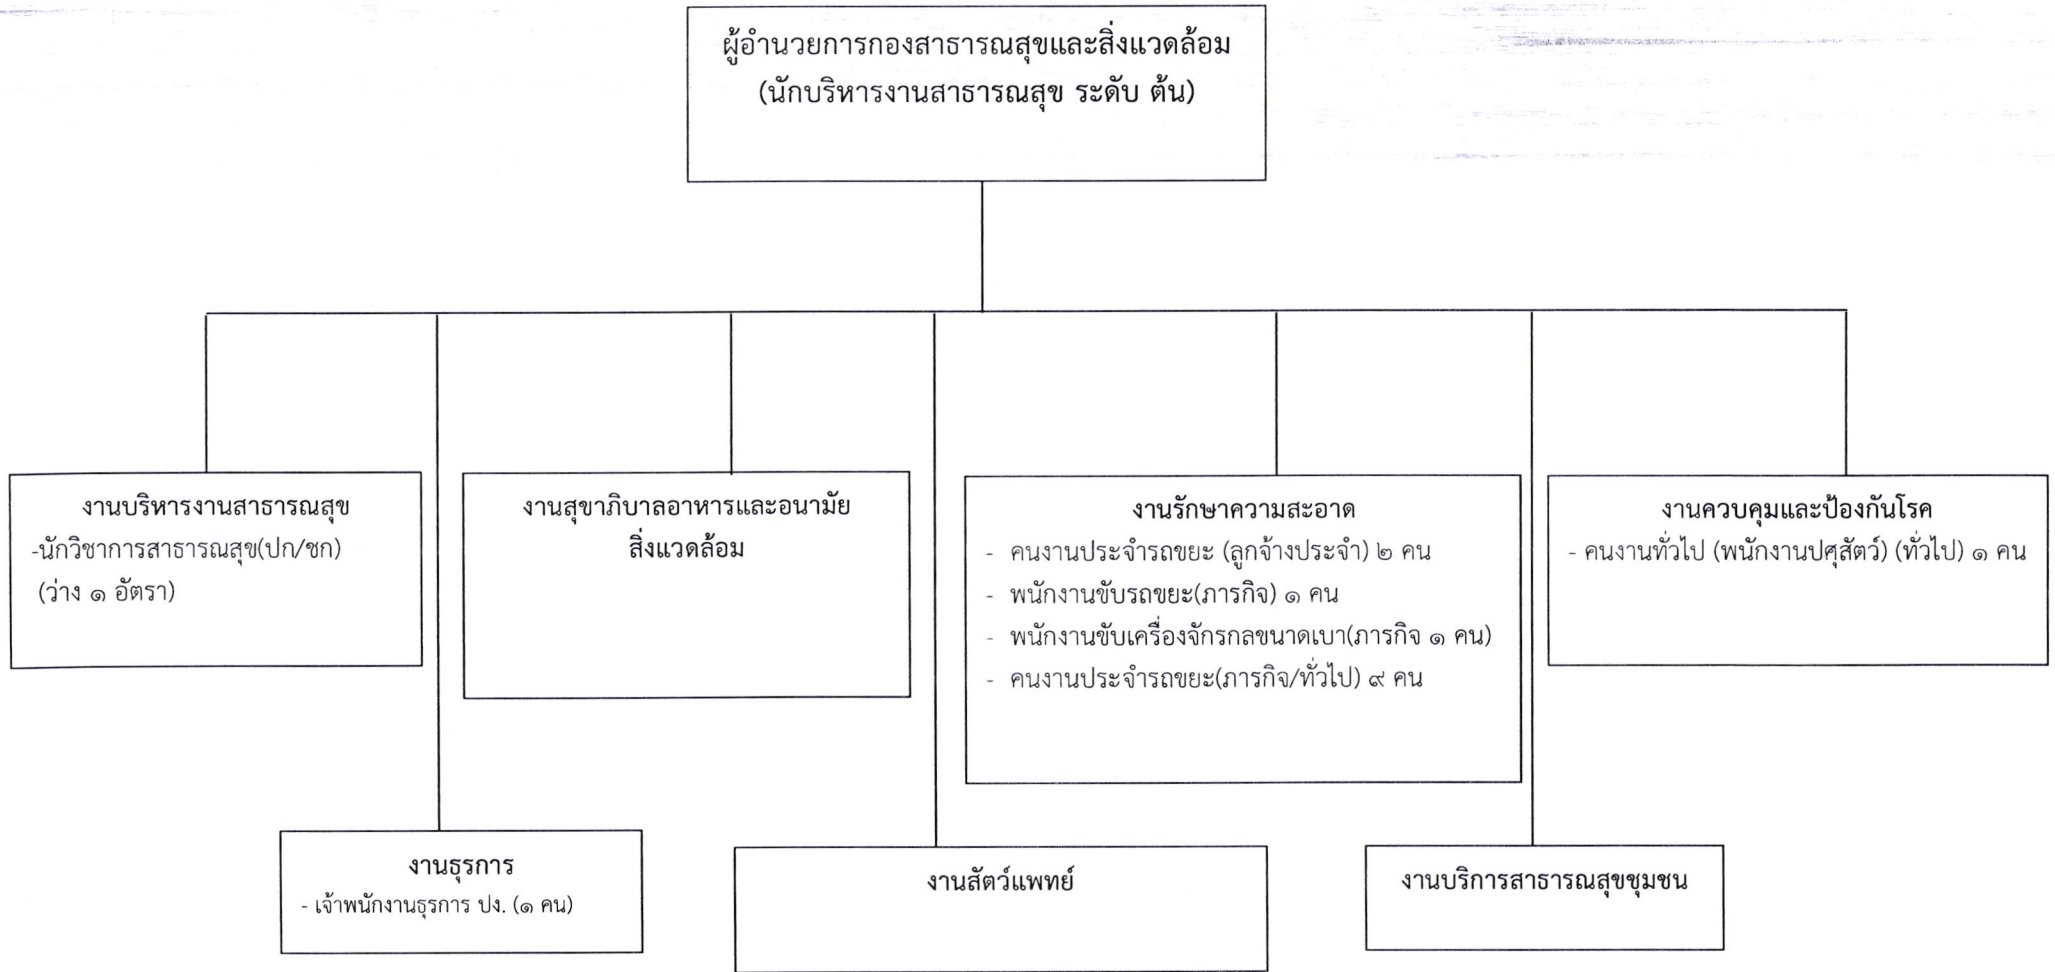 ผู้อำนวยการกองสาธารณสุขและสิ่งแวดล้อม
(นักบริหารงานสาธารณสุข ระดับ ต้น)
งานบริหารงานสาธารณสุข
-นักวิชาการสาธารณสุข(ปก/ชก)
(ว่าง ๑ อัตรา)
งานสุขาภิบาลอาหารและอนามัย
สิ่งแวดล้อม
งานรักษาความสะอาด
- คนงานประจำรถขยะ (ลูกจ้างประจำ) ๒ คน
- พนักงานขับรถขยะ(ภารกิจ) ๑ คน
- พนักงานขับเครื่องจักรกลขนาดเบา(ภารกิจ ๑ คน)
- คนงานประจำรถขยะ(ภารกิจ/ทั่วไป) ๙ คน
งานควบคุมและป้องกันโรค
- คนงานทั่วไป (พนักงานปศุสัตว์) (ทั่วไป) ๑ คน
งานธุรการ
- เจ้าพนักงานธุรการ ปง. (๑ คน)
งานสัตว์แพทย์
งานบริการสาธารณสุขชุมชน